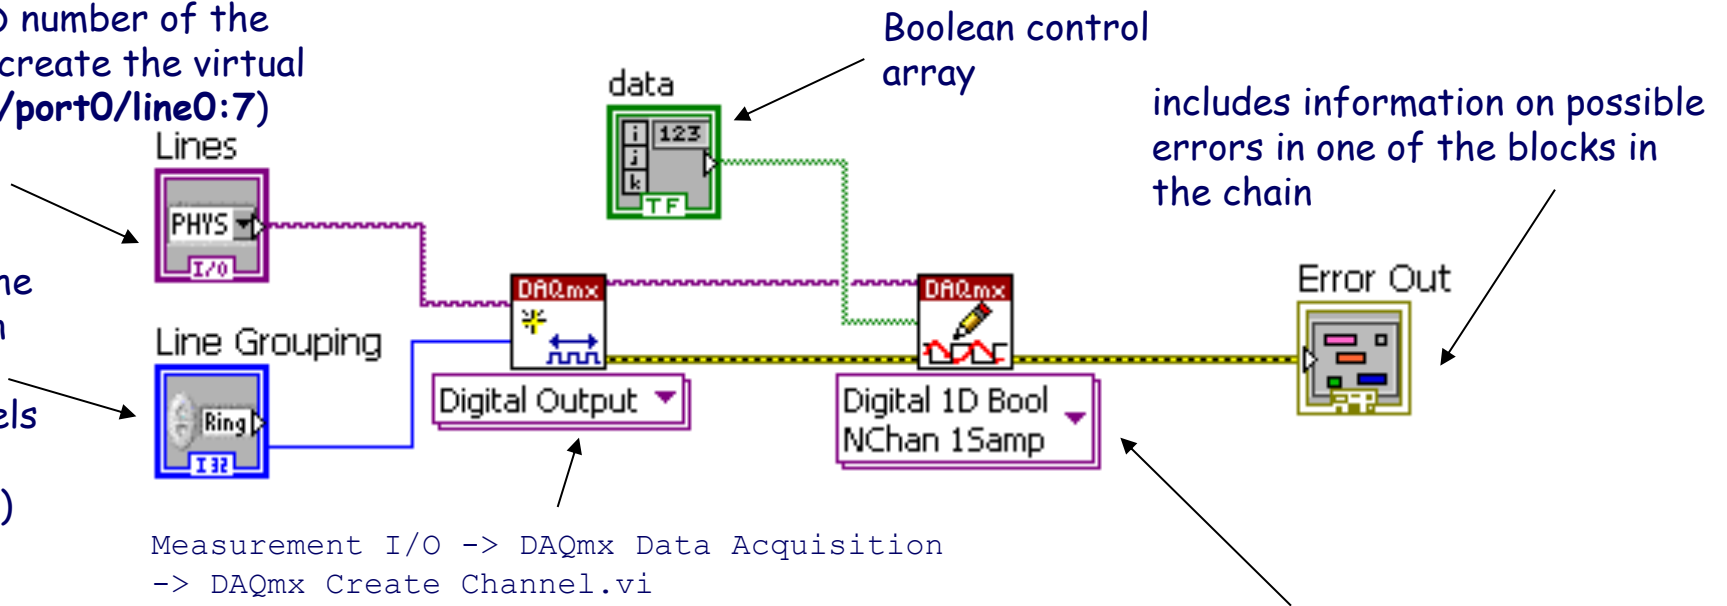 number of the
create the virtual
/port0/line0:7)
Lines
PHYS
I/O
data
123
i
j
k
TF
Boolean control
array
includes information on possible
errors in one of the blocks in
the chain
Line Grouping
Ring
I32
els
)
DAQmx
Digital Output
DAQmx
Digital 1D Bool
NChan 1Samp
Error Out
Measurement I/O -> DAQmx Data Acquisition
-> DAQmx Create Channel.vi